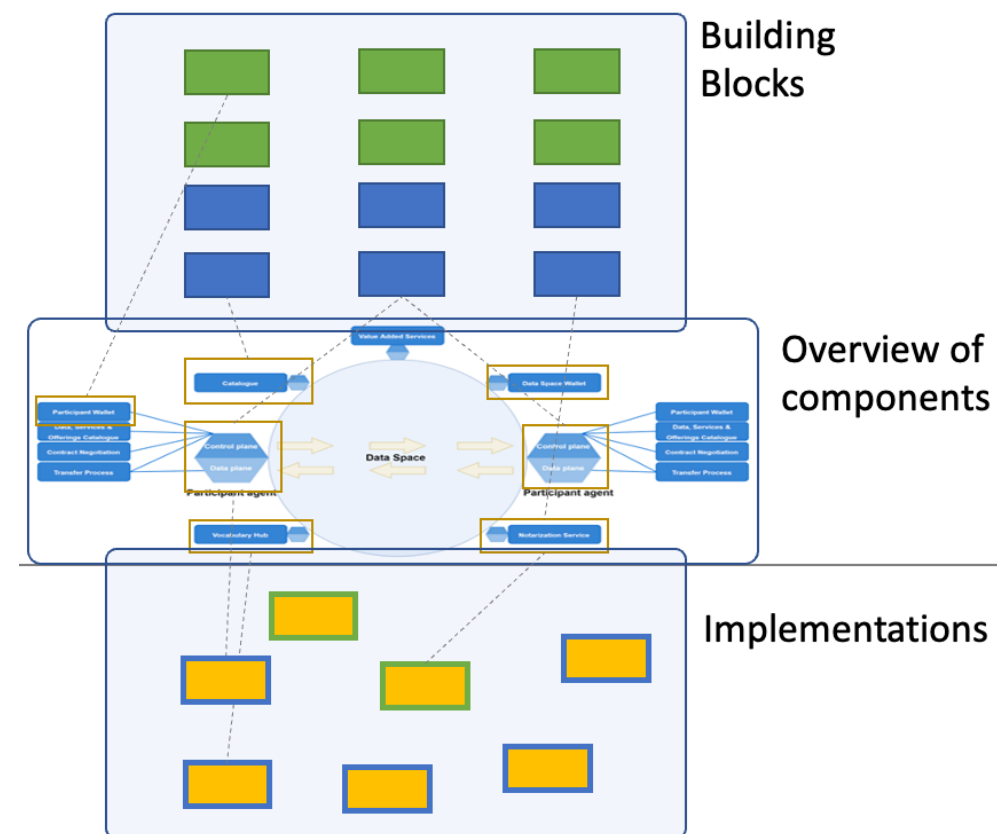 Building
Blocks
Overview of
components
Value Added Services
Catalogue
Data Space Wallet
Participant Wallet
Data, Services &
Offerings Catalogue
Contract Negotiation
Transfer Process
Control plane
Data plane
Participant agent
Data Space
Control plane
Data plane
Participant agent
Participant Wallet
Data, Services &
Offerings Catalogue
Contract Negotiation
Transfer Process
Vocabulary Hub
Notarization Service
Implementations